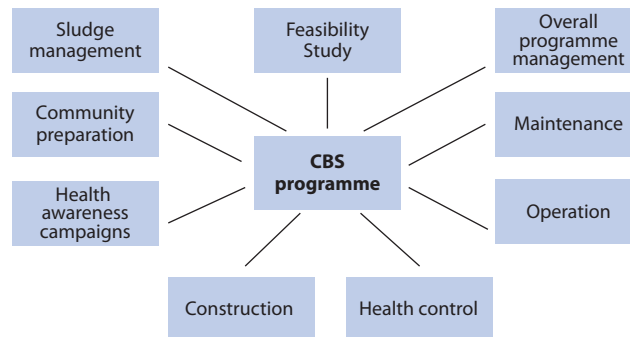 Sludge
management
Feasibility
Study
Overall
programme
management
Community
preparation
CBS
programme
Maintenance
Health
awareness
campaigns
Operation
Construction
Health control